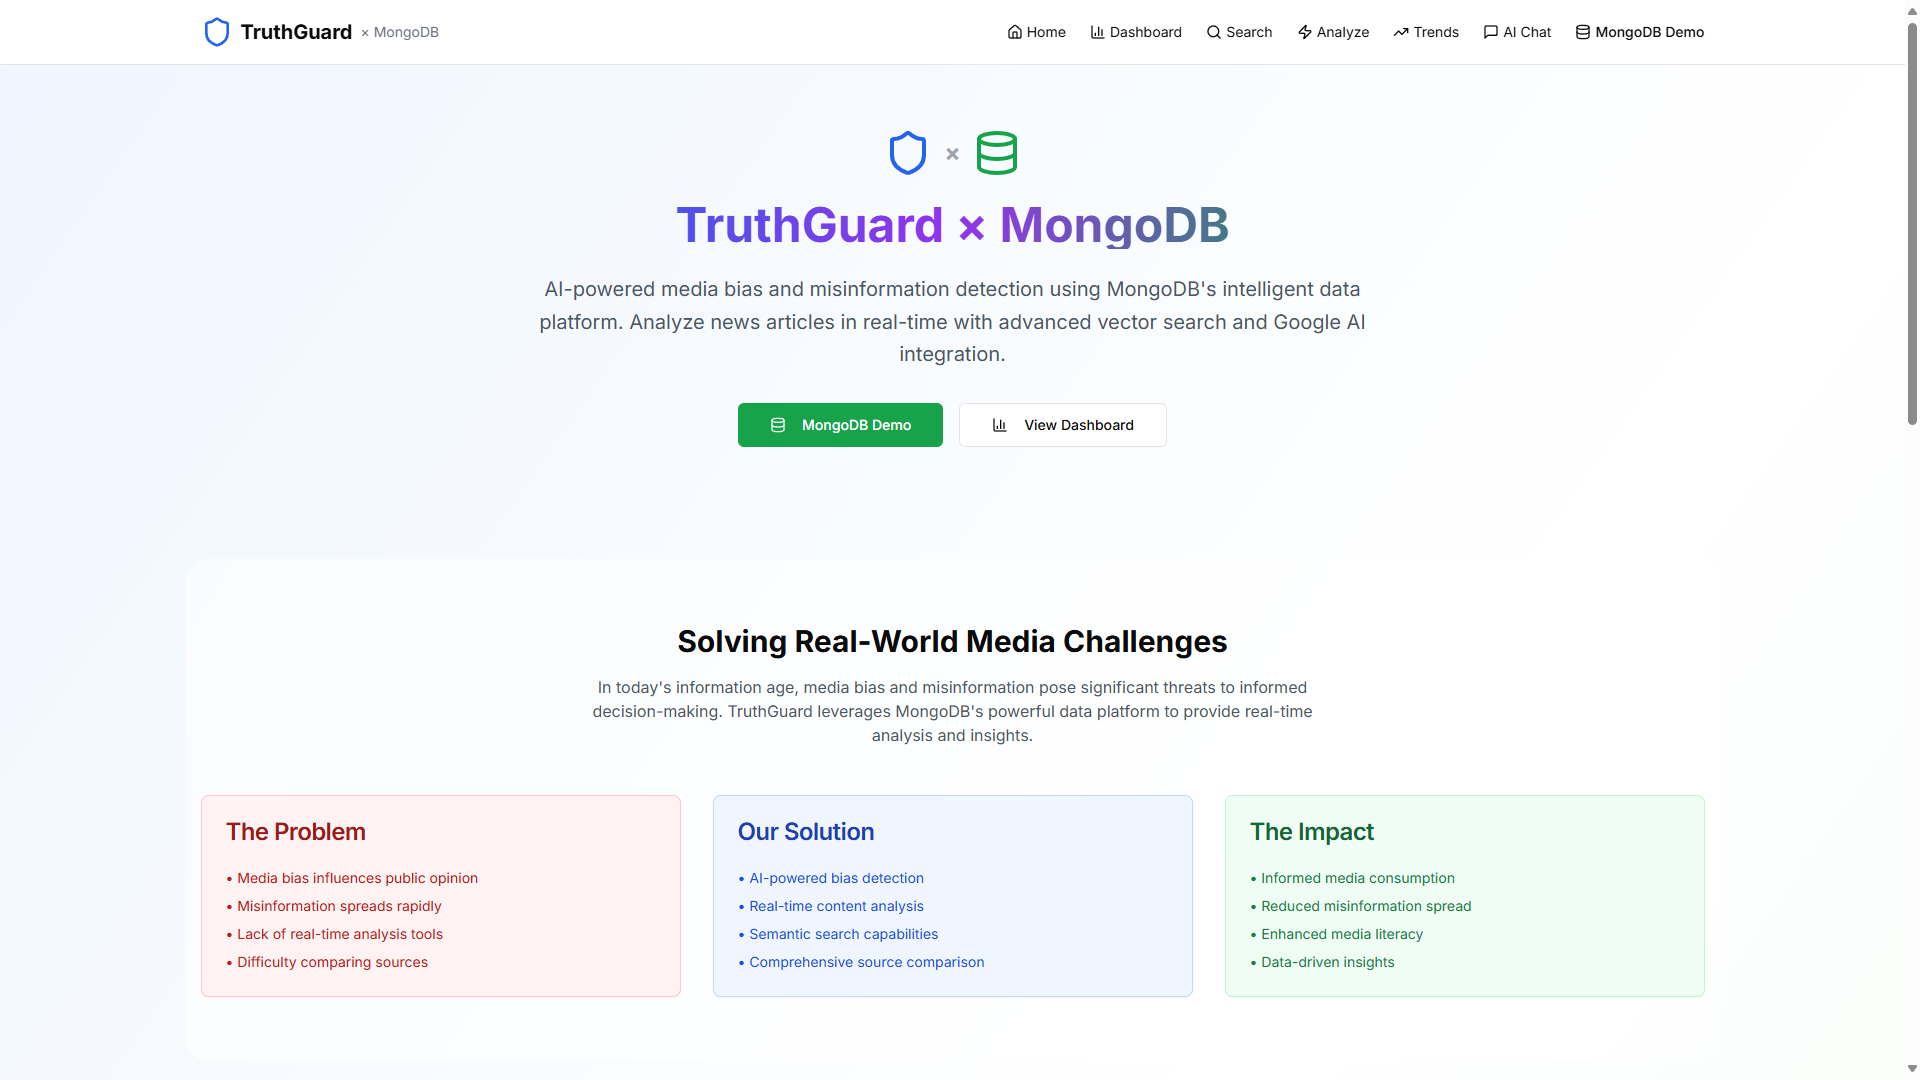 TruthGuard × MongoDB
Home Dashboard Search Analyze Trends AI Chat MongoDB Demo
×
TruthGuard × MongoDB
AI-powered media bias and misinformation detection using MongoDB's intelligent data
platform. Analyze news articles in real-time with advanced vector search and Google AI
integration.
MongoDB Demo
View Dashboard
Solving Real-World Media Challenges
In today's information age, media bias and misinformation pose significant threats to informed
decision-making. TruthGuard leverages MongoDB's powerful data platform to provide real-time
analysis and insights.
The Problem
• Media bias influences public opinion
• Misinformation spreads rapidly
• Lack of real-time analysis tools
• Difficulty comparing sources
Our Solution
• AI-powered bias detection
• Real-time content analysis
• Semantic search capabilities
• Comprehensive source comparison
The Impact
• Informed media consumption
• Reduced misinformation spread
• Enhanced media literacy
• Data-driven insights